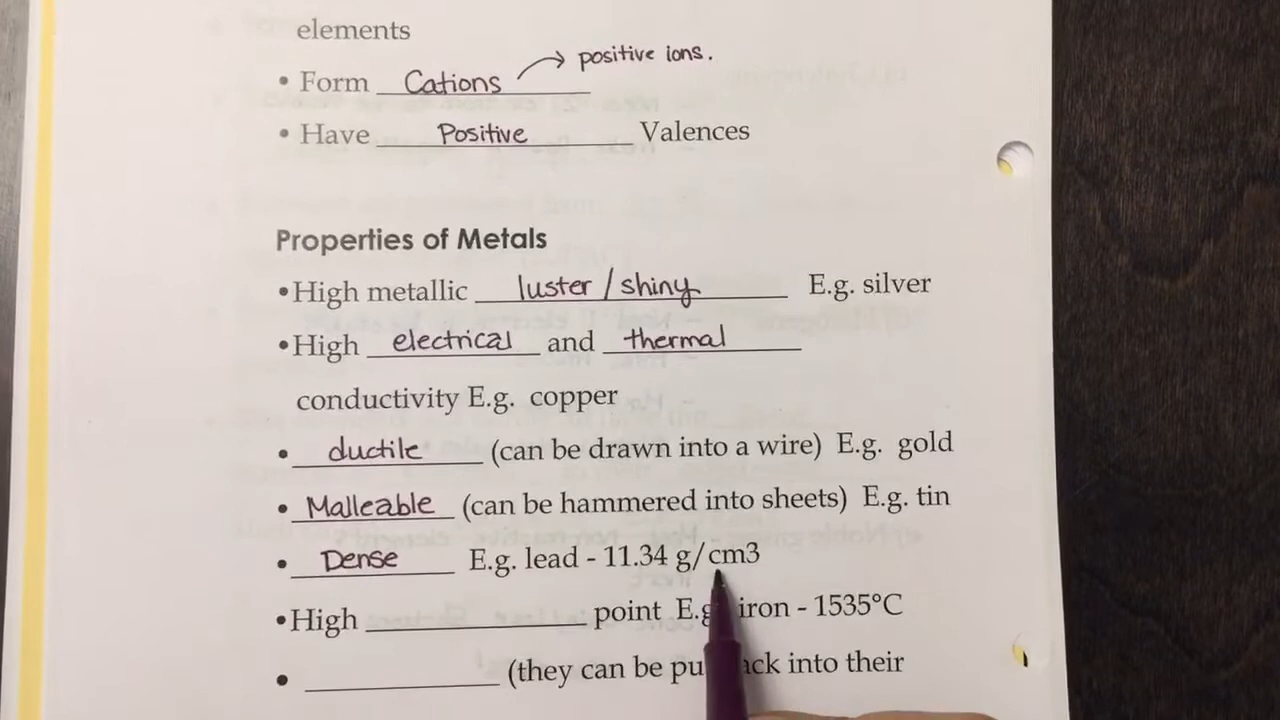 elements
• Form Cations → positive ions.
• Have Positive Valences
Properties of Metals
• High metallic luster / shiny E.g. silver
• High electrical and thermal
conductivity E.g. copper
• ductile (can be drawn into a wire) E.g. gold
• Malleable (can be hammered into sheets) E.g. tin
• Dense E.g. lead - 11.34 g/cm3
• High ____________ point E.g. iron - 1535°C
• ____________ (they can be into their